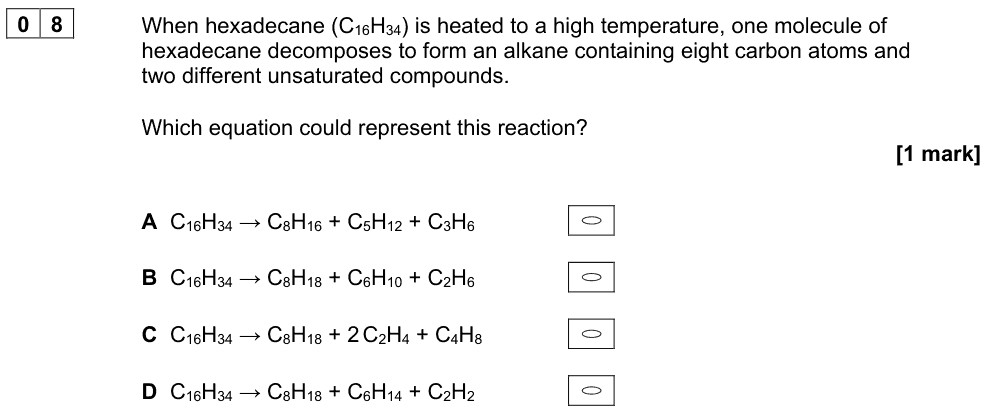 0 8 When hexadecane (C₁₆H₃₄) is heated to a high temperature, one molecule of
hexadecane decomposes to form an alkane containing eight carbon atoms and
two different unsaturated compounds.
Which equation could represent this reaction?
[1 mark]
A C₁₆H₃₄ → C₈H₁₆ + C₅H₁₂ + C₃H₆
B C₁₆H₃₄ → C₈H₁₈ + C₆H₁₀ + C₂H₆
C C₁₆H₃₄ → C₈H₁₈ + 2 C₂H₄ + C₄H₈
D C₁₆H₃₄ → C₈H₁₈ + C₆H₁₄ + C₂H₂